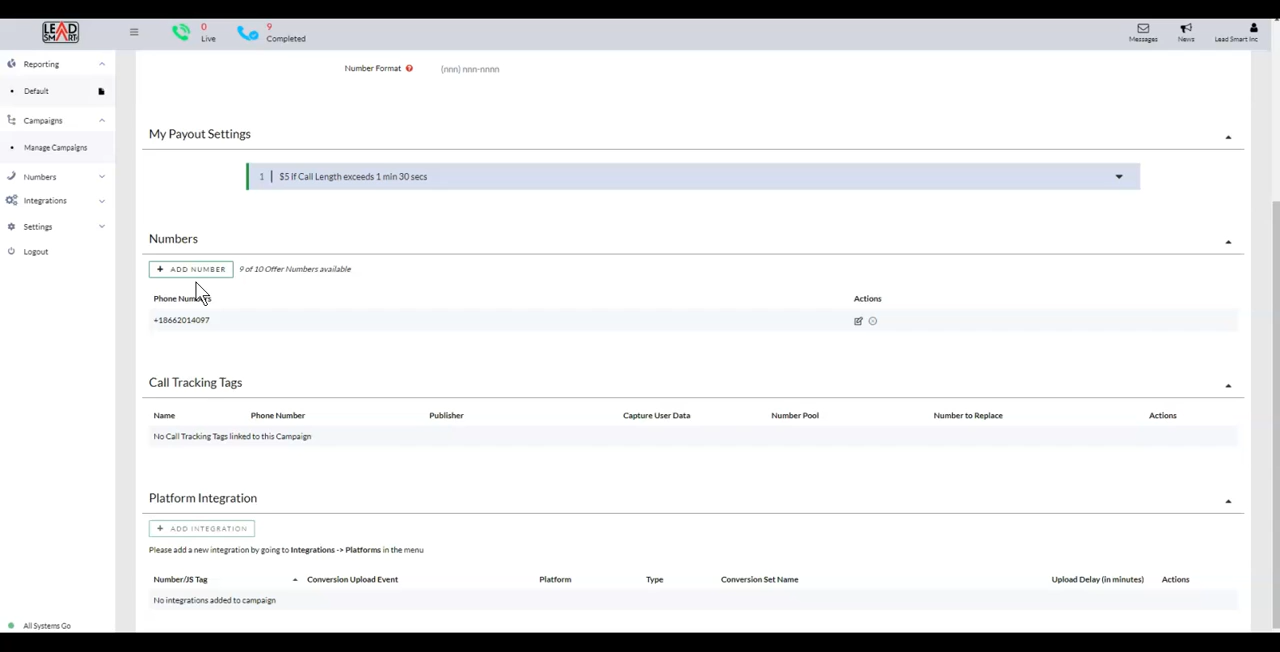 LEAD
SMART
0
Live
9
Completed
Messages
News
Lead Smart Inc
Reporting
Default
Campaigns
Manage Campaigns
Numbers
Integrations
Settings
Logout
All Systems Go
Number Format
(nnn) nnn-nnnn
My Payout Settings
1 | $5 if Call Length exceeds 1 min 30 secs
Numbers
+ ADD NUMBER 9 of 10 Offer Numbers available
Phone Numbers Actions
+18662014097
Call Tracking Tags
Name Phone Number Publisher Capture User Data Number Pool Number to Replace Actions
No Call Tracking Tags linked to this Campaign
Platform Integration
+ ADD INTEGRATION
Please add a new integration by going to Integrations -> Platforms in the menu
Number/JS Tag Conversion Upload Event Platform Type Conversion Set Name Upload Delay (in minutes) Actions
No integrations added to campaign